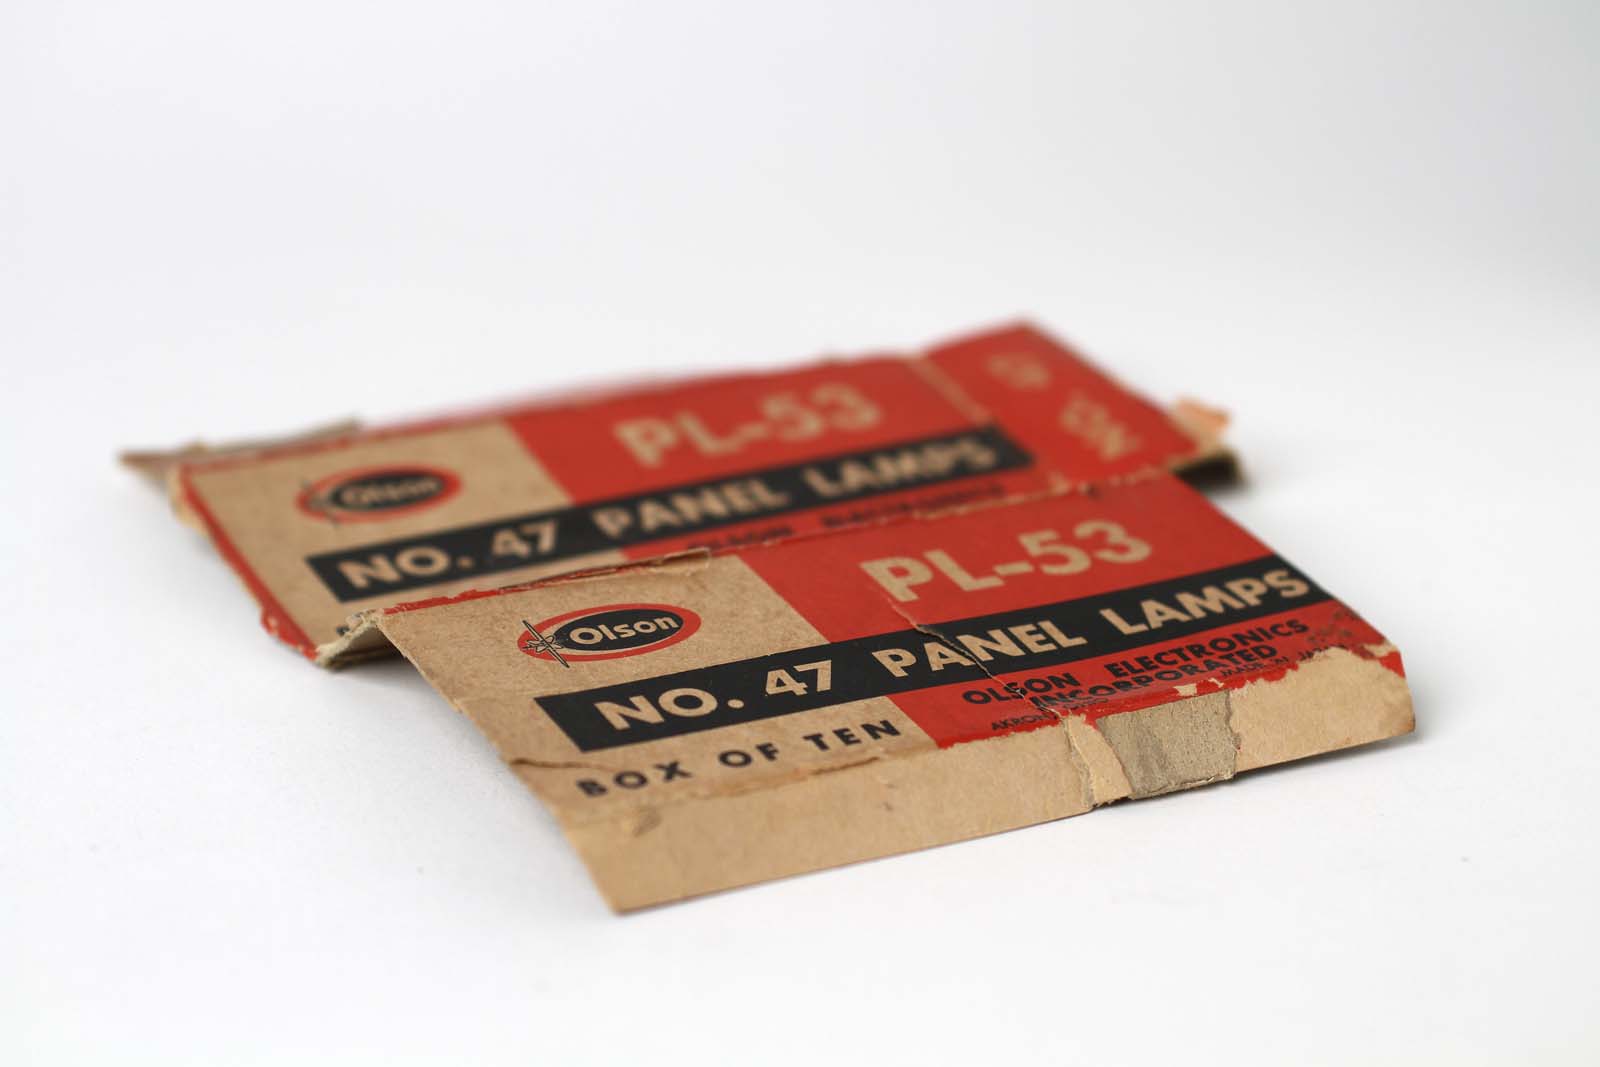 PL-53
Olson
NO. 47 PANEL LAMPS
PL-53
Olson
NO. 47 PANEL LAMPS
OLSON ELECTRONICS
INCORPORATED
AKRON
BOX OF TEN